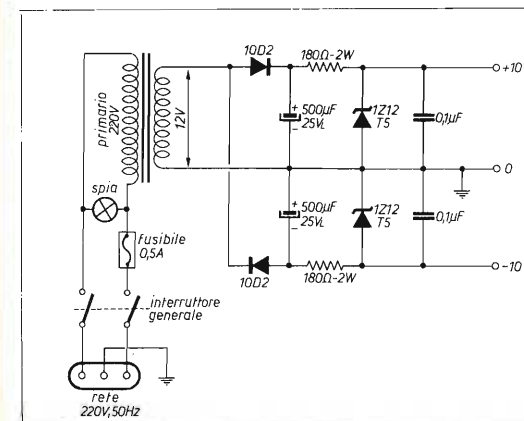 10D2
180Ω-2W
+10
primario
220V
12V
+
500µF
25VL
-
1Z12
T5
0,1µF
0
spia
+
500µF
25VL
-
1Z12
T5
0,1µF
fusibile
0,5A
10D2
180Ω-2W
-10
interruttore
generale
rete
220V,50Hz